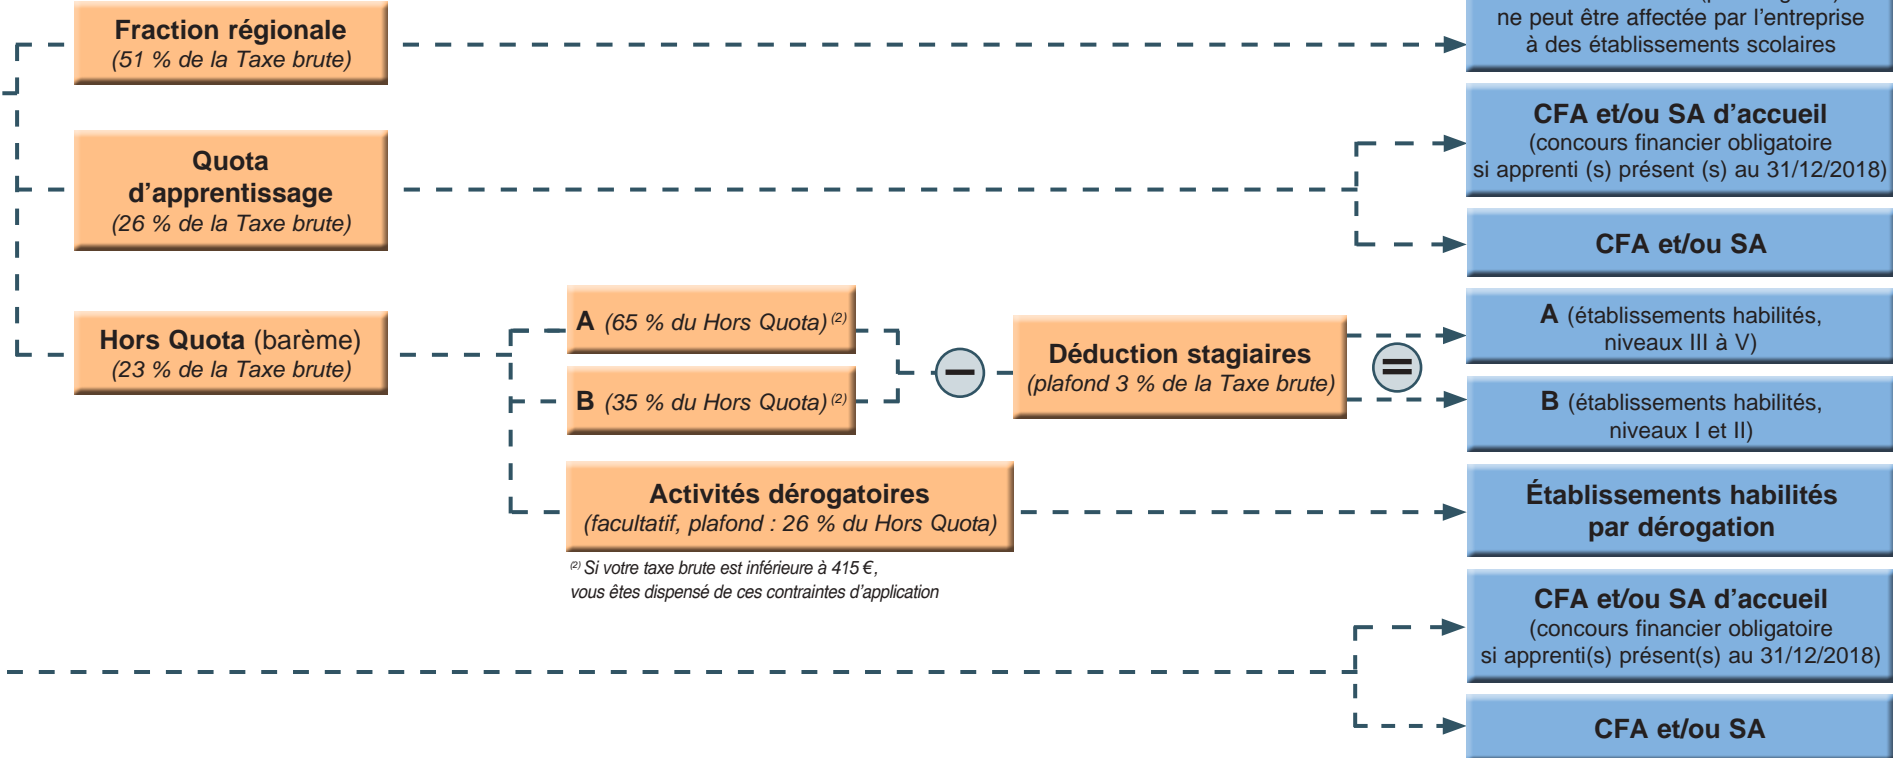 Fraction régionale
(51 % de la Taxe brute)
ne peut être affectée par l'entreprise
à des établissements scolaires
Quota
d'apprentissage
(26 % de la Taxe brute)
CFA et/ou SA d'accueil
(concours financier obligatoire
si apprenti (s) présent (s) au 31/12/2018)
CFA et/ou SA
Hors Quota (barème)
(23 % de la Taxe brute)
A (65 % du Hors Quota) (2)
B (35 % du Hors Quota) (2)
Déduction stagiaires
(plafond 3 % de la Taxe brute)
A (établissements habilités,
niveaux III à V)
B (établissements habilités,
niveaux I et II)
Activités dérogatoires
(facultatif, plafond : 26 % du Hors Quota)
Établissements habilités
par dérogation
(2) Si votre taxe brute est inférieure à 415 €,
vous êtes dispensé de ces contraintes d'application
CFA et/ou SA d'accueil
(concours financier obligatoire
si apprenti(s) présent(s) au 31/12/2018)
CFA et/ou SA